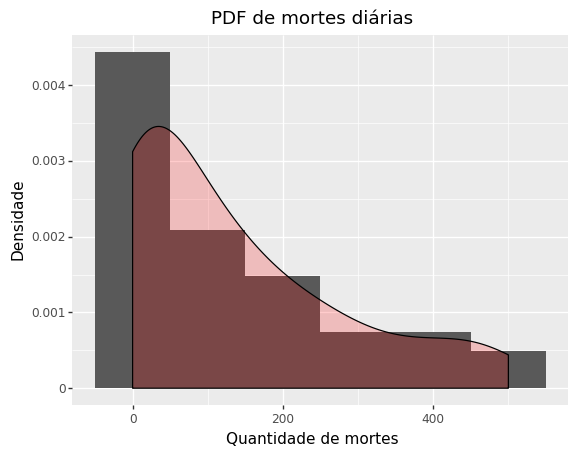 PDF de mortes diárias
0.004
0.003
0.002
0.001
0
0 200 400
Densidade
Quantidade de mortes